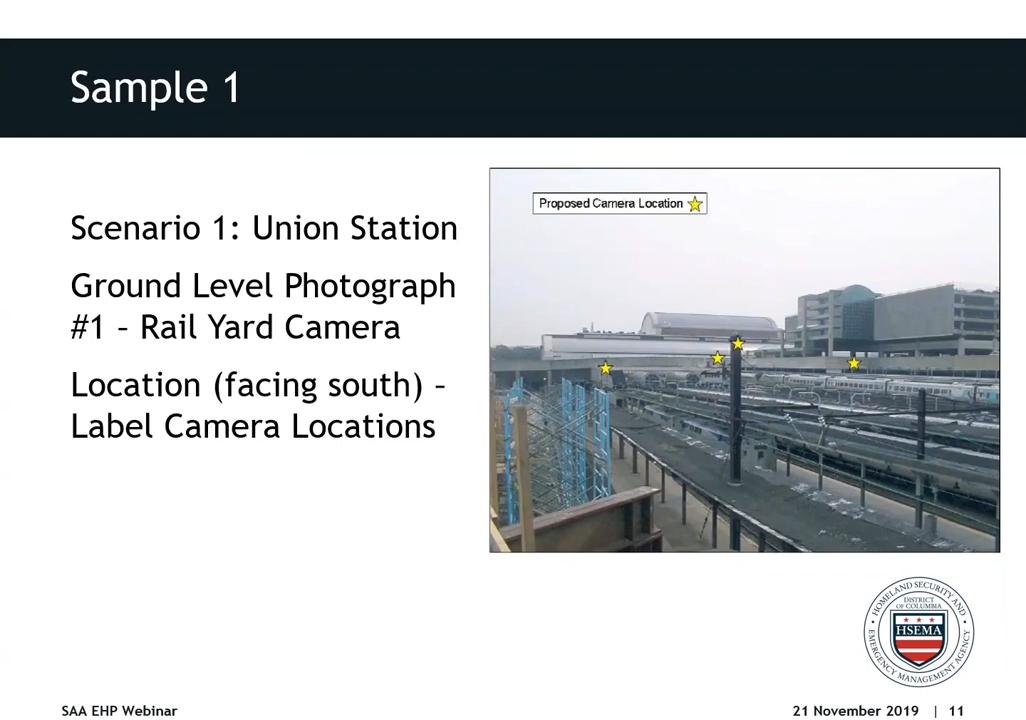 Sample 1
Scenario 1: Union Station
Ground Level Photograph
#1 – Rail Yard Camera
Location (facing south) –
Label Camera Locations
Proposed Camera Location
HOMELAND SECURITY AND
EMERGENCY MANAGEMENT AGENCY
DISTRICT
OF COLUMBIA
HSEMA
SAA EHP Webinar
21 November 2019 | 11